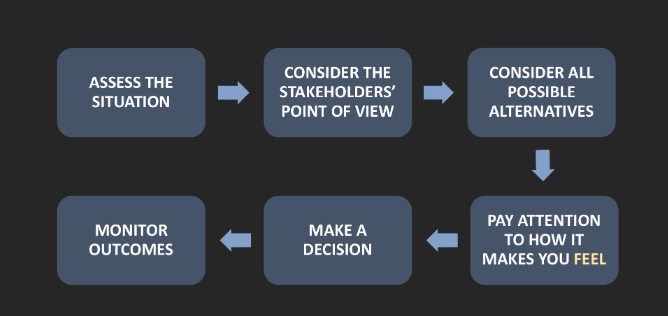 ASSESS THE
SITUATION
CONSIDER THE
STAKEHOLDERS'
POINT OF VIEW
CONSIDER ALL
POSSIBLE
ALTERNATIVES
PAY ATTENTION
TO HOW IT
MAKES YOU FEEL
MAKE A
DECISION
MONITOR
OUTCOMES